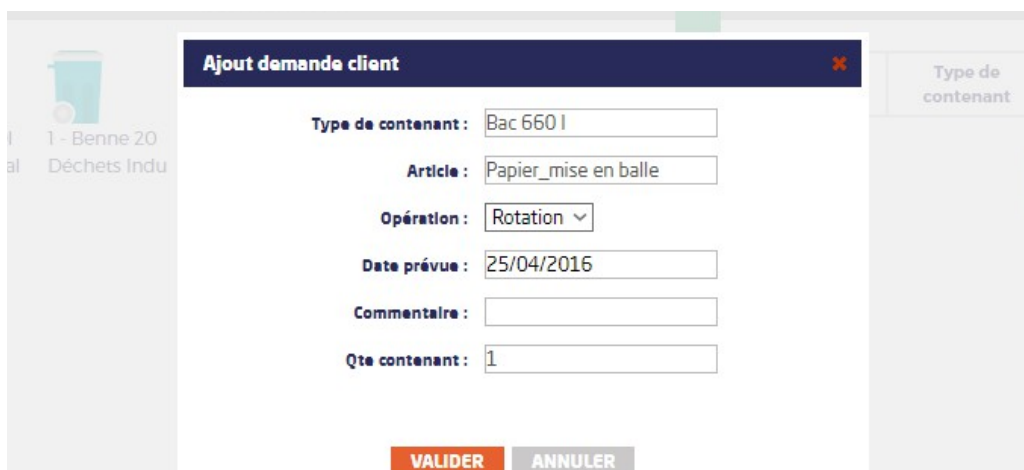 Ajout demande client
Type de contenant : Bac 660 l
Article : Papier_mise en balle
Opération : Rotation
Date prévue : 25/04/2016
Commentaire :
Qte contenant : 1
VALIDER ANNULER
1 - Benne 20
Déchets Indu
al
Type de
contenant